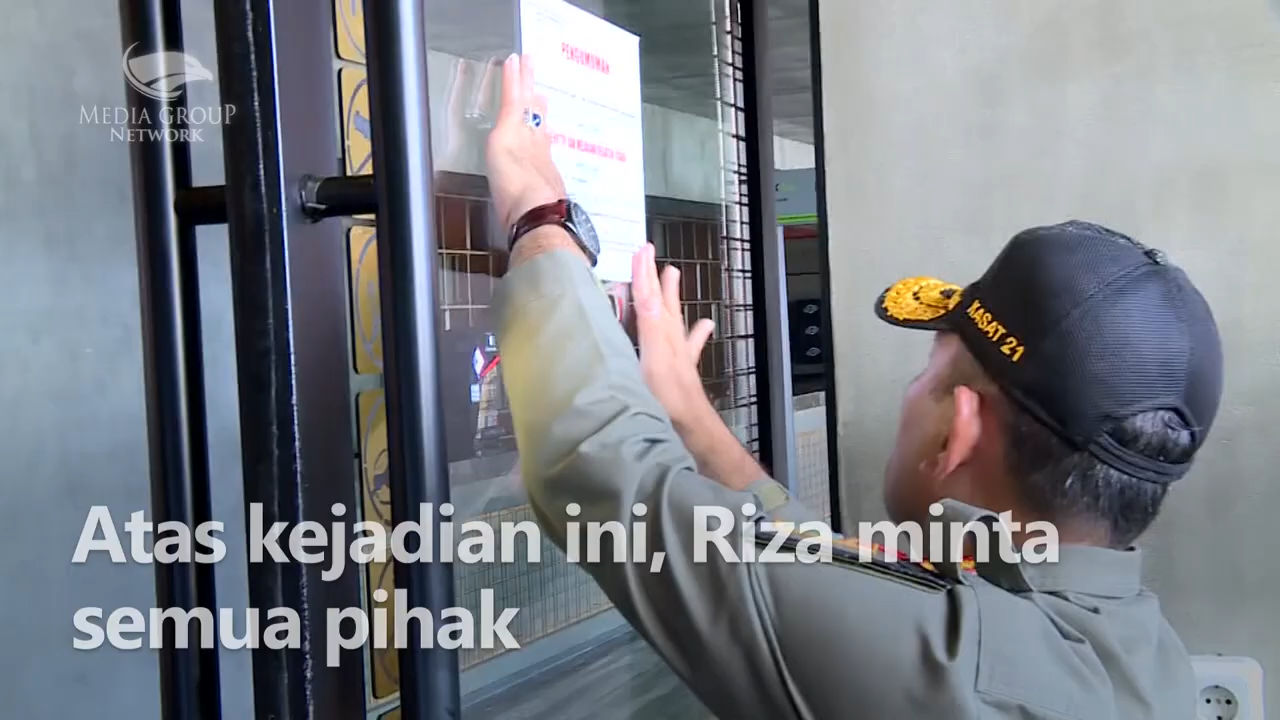 MEDIA GROUP
NETWORK
PENGUMUMAN
KASAT 21
Atas kejadian ini, Riza minta
semua pihak